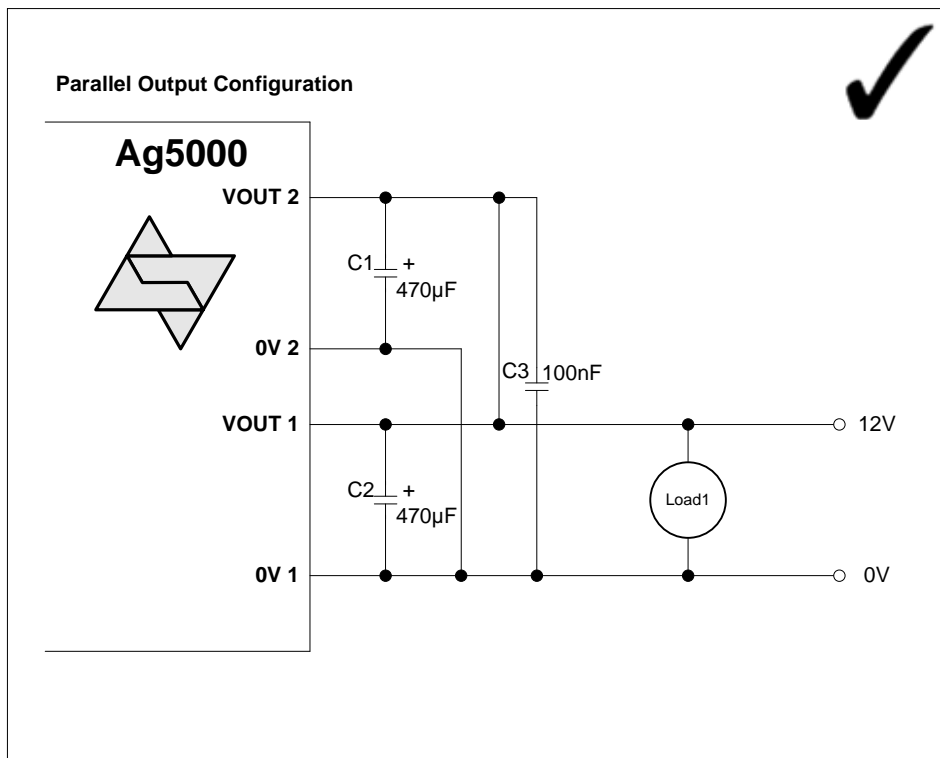 Parallel Output Configuration
Ag5000
VOUT 2
C1 +
470µF
0V 2
C3 100nF
VOUT 1
12V
C2 +
470µF
Load1
0V 1
0V